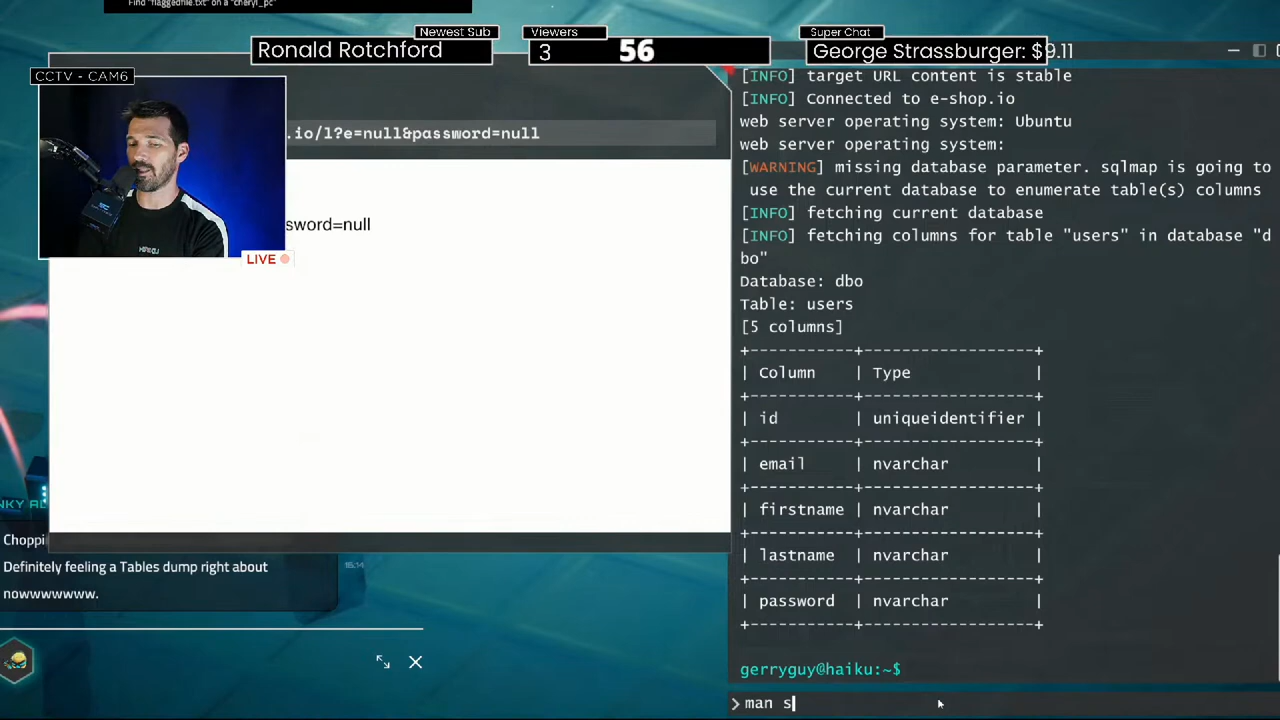 Find "flaggedfile.txt" on a "cheryl_pc"
Newest Sub
Ronald Rotchford
Viewers
3
56
Super Chat
George Strassburger: $9.11
CCTV - CAM6
LIVE
.io/1?e=null&password=null
sword=null
[INFO] target URL content is stable
[INFO] Connected to e-shop.io
web server operating system: Ubuntu
web server operating system:
[WARNING] missing database parameter. sqlmap is going to
use the current database to enumerate table(s) columns
[INFO] fetching current database
[INFO] fetching columns for table "users" in database "d
bo"
Database: dbo
Table: users
[5 columns]
+-----------+------------------+
| Column | Type |
+-----------+------------------+
| id | uniqueidentifier |
+-----------+------------------+
| email | nvarchar |
+-----------+------------------+
| firstname | nvarchar |
+-----------+------------------+
| lastname | nvarchar |
+-----------+------------------+
| password | nvarchar |
+-----------+------------------+
gerryguy@haiku:~$
man s
NKY AL
Choppi
Definitely feeling a Tables dump right about
nowwwwwww.
15:14